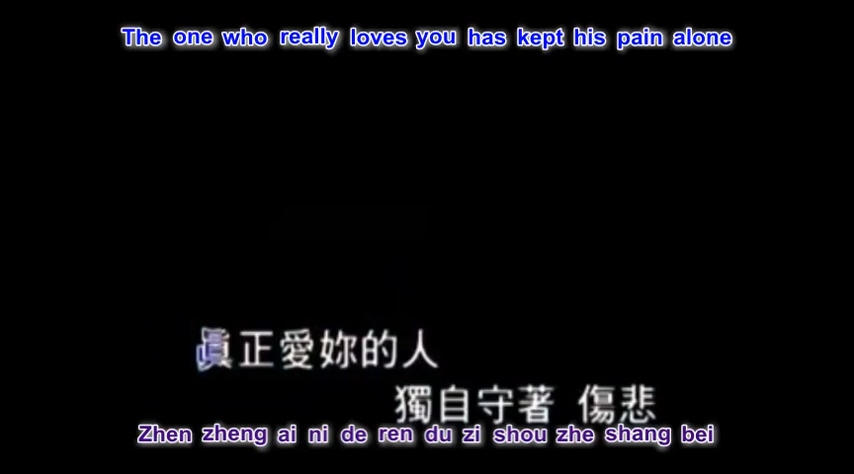 The one who really loves you has kept his pain alone
真正愛妳的人
獨自守著 傷悲
Zhen zheng ai ni de ren du zi shou zhe shang bei